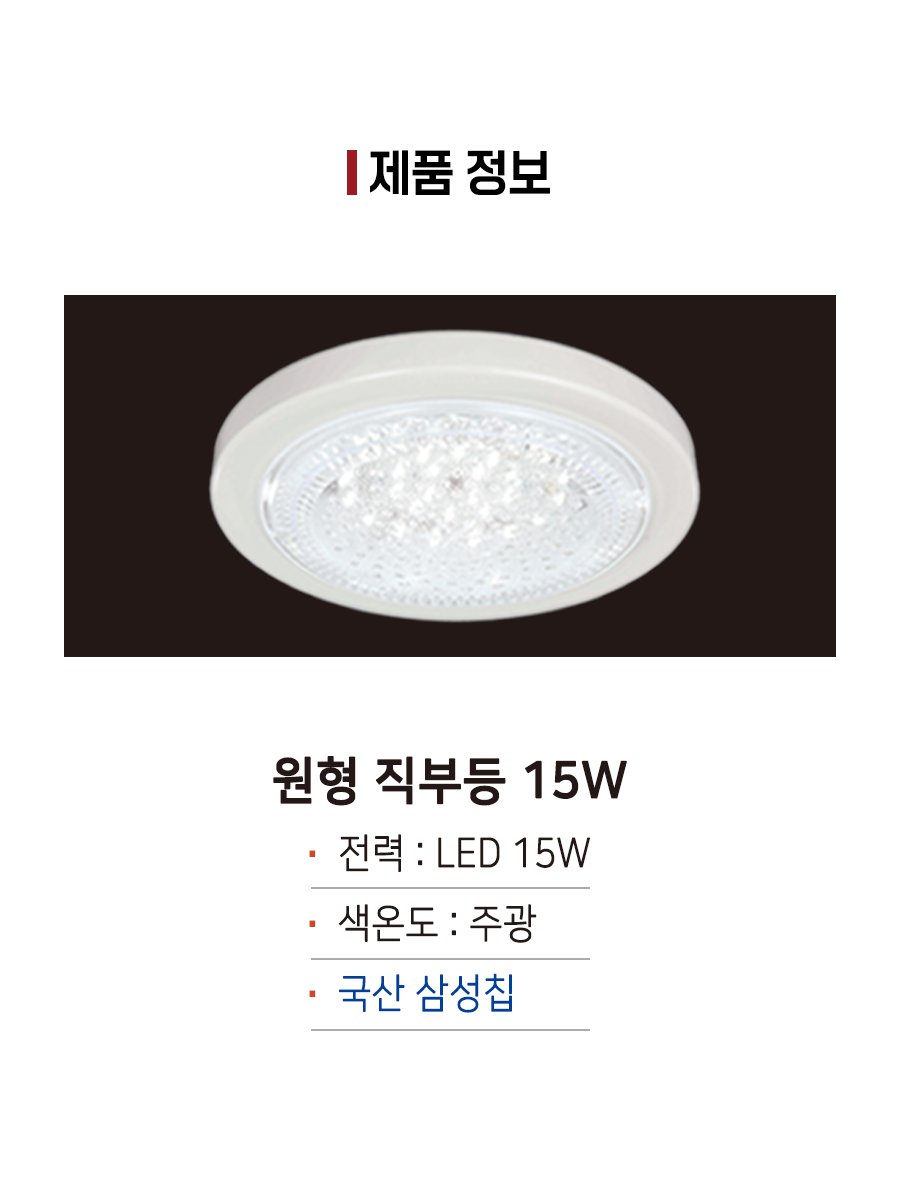 제품 정보
원형 직부등 15W
· 전력 : LED 15W
· 색온도 : 주광
· 국산 삼성칩